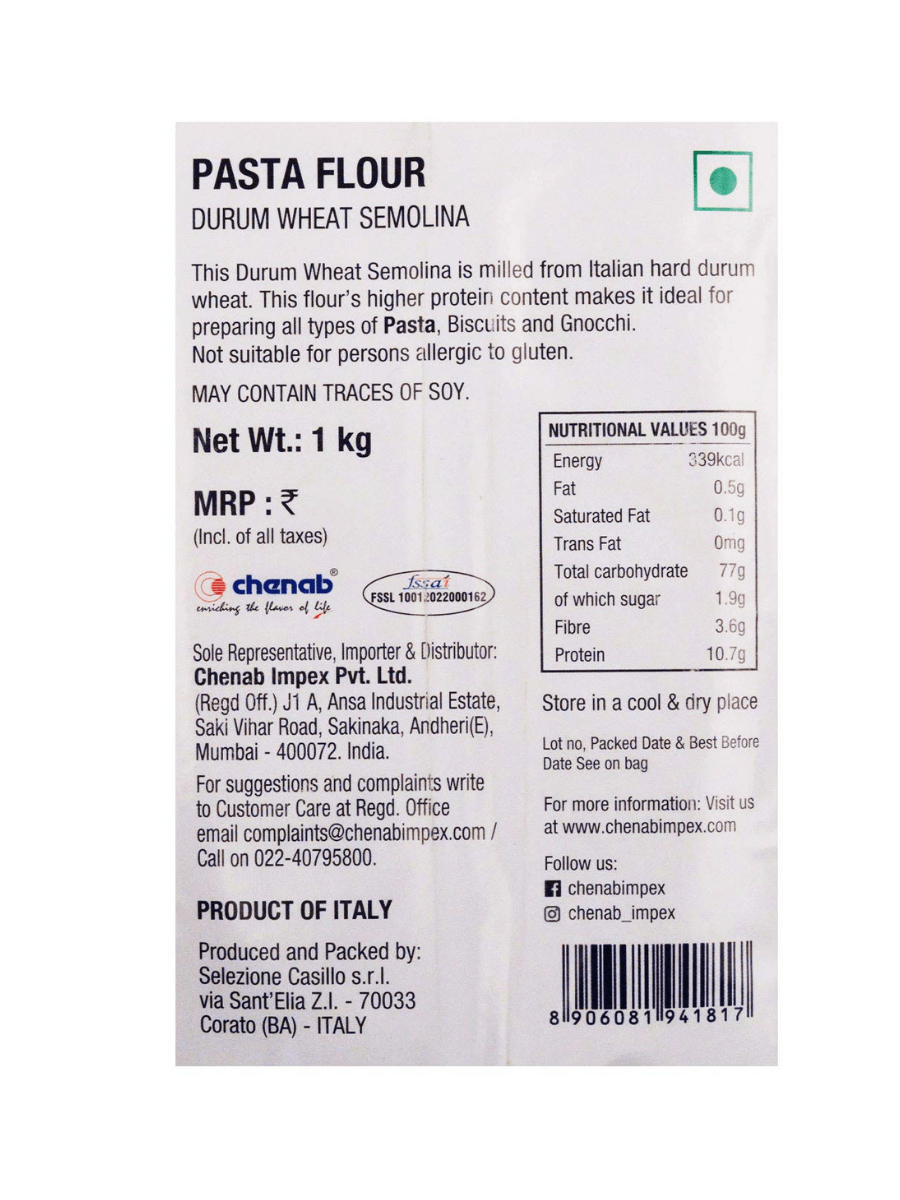 PASTA FLOUR
DURUM WHEAT SEMOLINA
This Durum Wheat Semolina is milled from Italian hard durum
wheat. This flour's higher protein content makes it ideal for
preparing all types of Pasta, Biscuits and Gnocchi.
Not suitable for persons allergic to gluten.
MAY CONTAIN TRACES OF SOY.
Net Wt.: 1 kg
MRP : ₹
(Incl. of all taxes)
chenab®
enriching the flavor of life
fssai
FSSL 10012022000162
Sole Representative, Importer & Distributor:
Chenab Impex Pvt. Ltd.
(Regd Off.) J1 A, Ansa Industrial Estate,
Saki Vihar Road, Sakinaka, Andheri(E),
Mumbai - 400072. India.
For suggestions and complaints write
to Customer Care at Regd. Office
email complaints@chenabimpex.com /
Call on 022-40795800.
PRODUCT OF ITALY
Produced and Packed by:
Selezione Casillo s.r.l.
via Sant'Elia Z.I. - 70033
Corato (BA) - ITALY
NUTRITIONAL VALUES 100g
Energy 339kcal
Fat 0.5g
Saturated Fat 0.1g
Trans Fat 0mg
Total carbohydrate 77g
of which sugar 1.9g
Fibre 3.6g
Protein 10.7g
Store in a cool & dry place
Lot no, Packed Date & Best Before
Date See on bag
For more information: Visit us
at www.chenabimpex.com
Follow us:
chenabimpex
chenab_impex
8 906081 941817